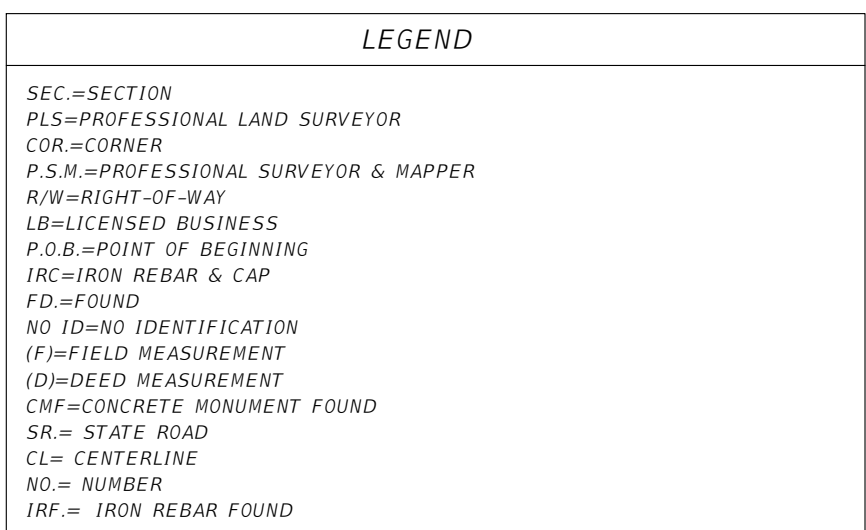 LEGEND
SEC.=SECTION
PLS=PROFESSIONAL LAND SURVEYOR
COR.=CORNER
P.S.M.=PROFESSIONAL SURVEYOR & MAPPER
R/W=RIGHT-OF-WAY
LB=LICENSED BUSINESS
P.O.B.=POINT OF BEGINNING
IRC=IRON REBAR & CAP
FD.=FOUND
NO ID=NO IDENTIFICATION
(F)=FIELD MEASUREMENT
(D)=DEED MEASUREMENT
CMF=CONCRETE MONUMENT FOUND
SR.= STATE ROAD
CL= CENTERLINE
NO.= NUMBER
IRF.= IRON REBAR FOUND